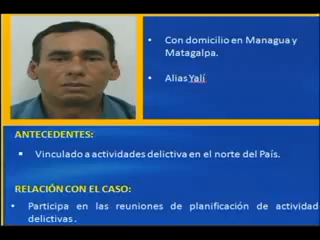 • Con domicilio en Managua y
Matagalpa.
• Alias Yalí
ANTECEDENTES:
▪ Vinculado a actividades delictiva en el norte del País.
RELACIÓN CON EL CASO:
• Participa en las reuniones de planificación de actividad
delictivas .